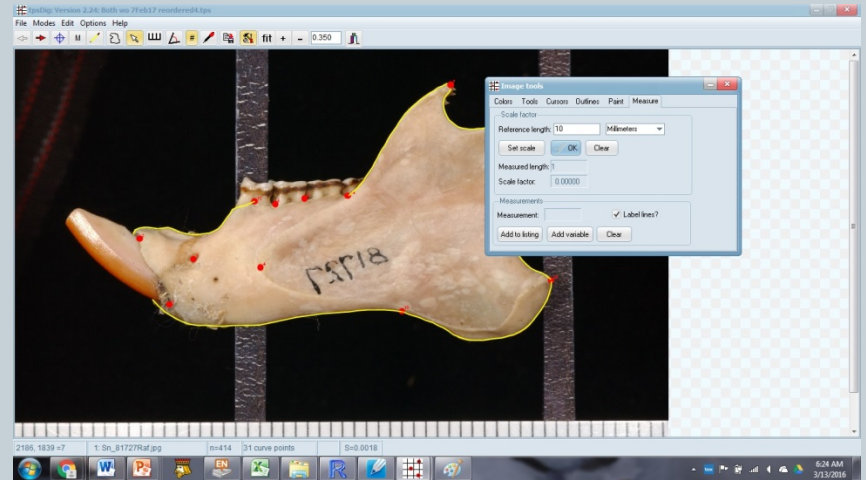 tpsDig: Version 2.24: Both wo 7Feb17 reordered4.tps
File Modes Edit Options Help
M # fit + - 0.350
Image tools
Colors Tools Cursors Outlines Paint Measure
Scale factor
Reference length: 10 Millimeters
Set scale OK Clear
Measured length: 1
Scale factor: 0.00000
Measurements
Measurement: Label lines?
Add to listing Add variable Clear
81727
2186, 1839 =7 1: Sn_81727Raf.jpg n=414 31 curve points S=0.0018
W P EN R
6:24 AM
3/13/2016